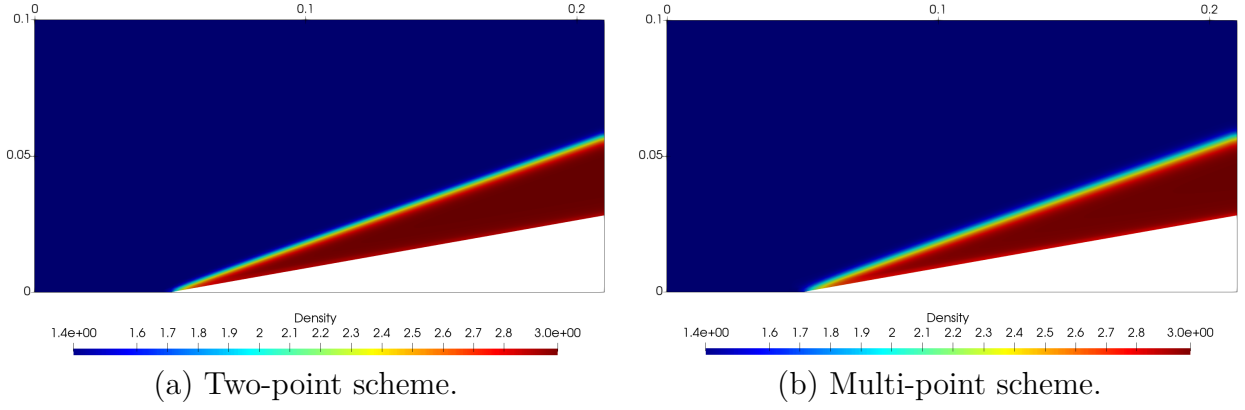 0 0.1 0.2
0.1
0.05
0
Density
1.4e+00 1.6 1.7 1.8 1.9 2 2.1 2.2 2.3 2.4 2.5 2.6 2.7 2.8 3.0e+00
(a) Two-point scheme.
0 0.1 0.2
0.1
0.05
0
Density
1.4e+00 1.6 1.7 1.8 1.9 2 2.1 2.2 2.3 2.4 2.5 2.6 2.7 2.8 3.0e+00
(b) Multi-point scheme.